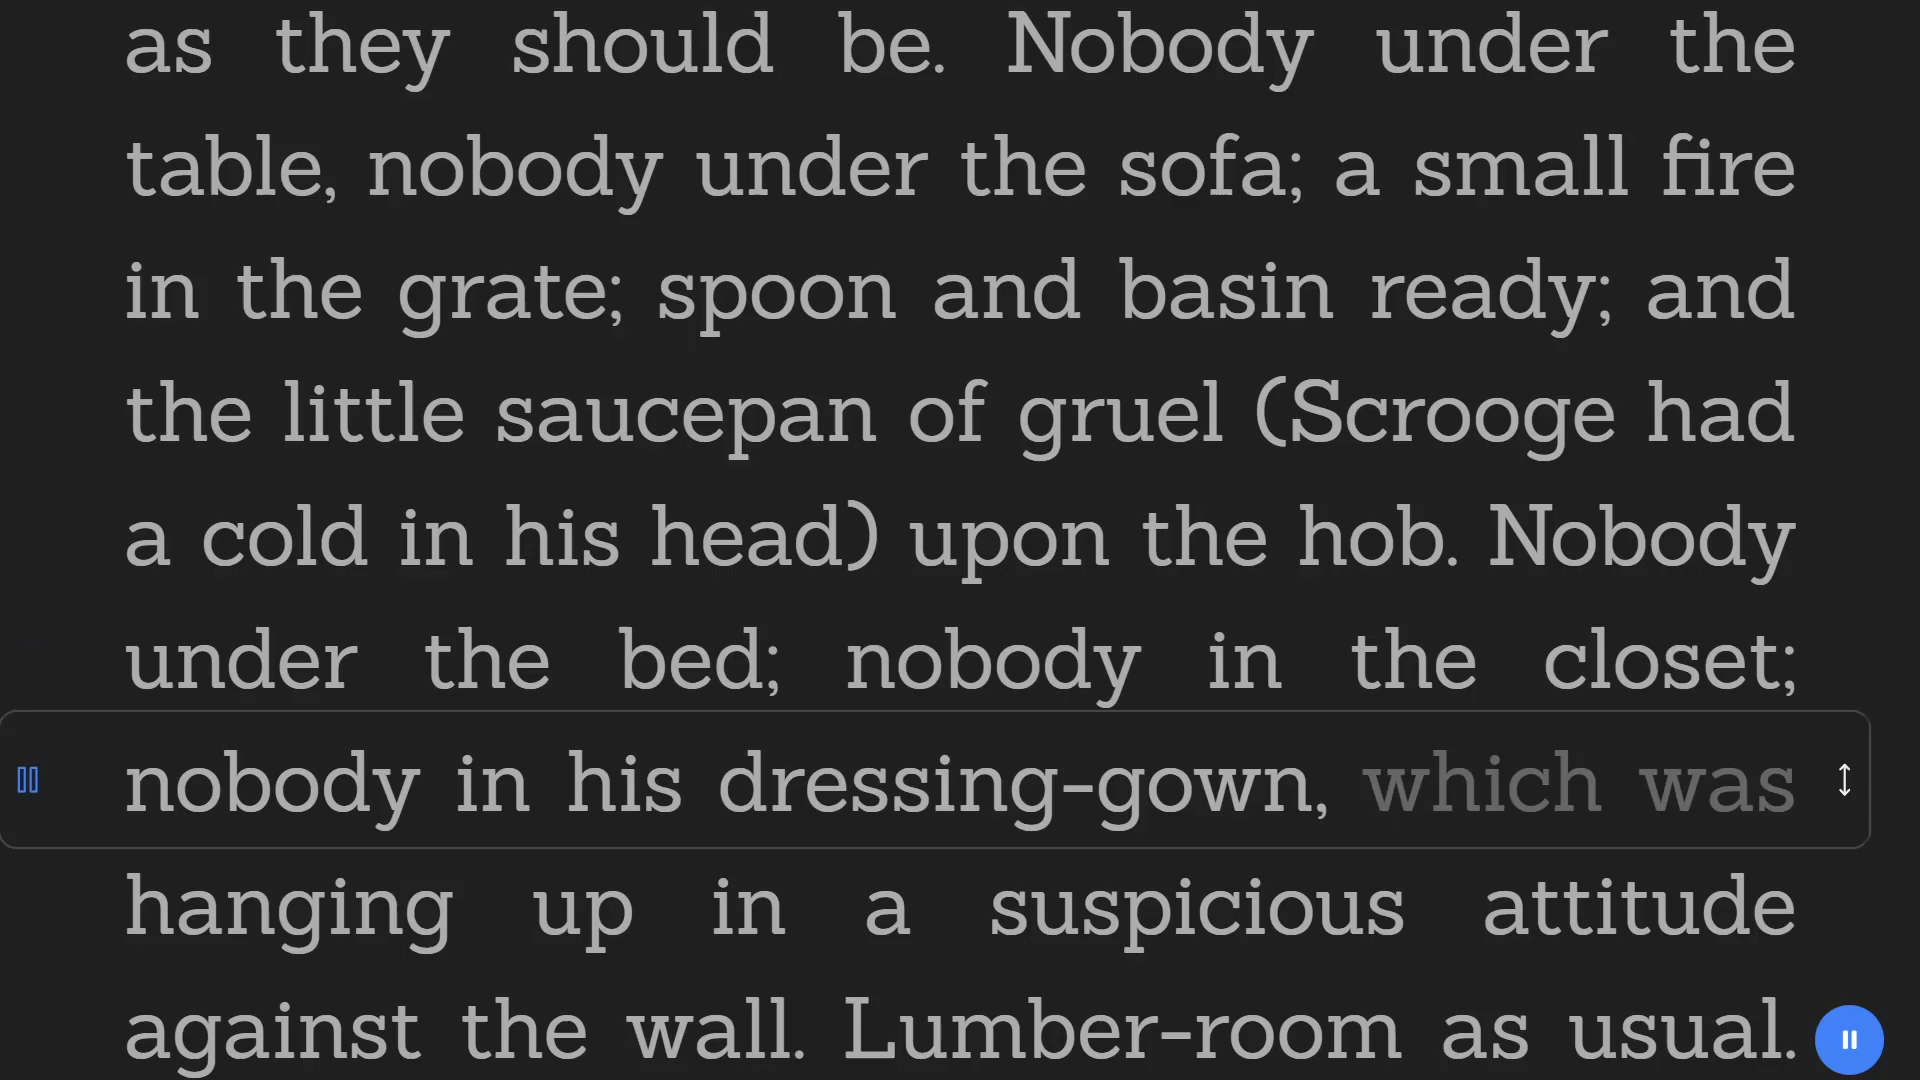 as they should be. Nobody under the
table, nobody under the sofa; a small fire
in the grate; spoon and basin ready; and
the little saucepan of gruel (Scrooge had
a cold in his head) upon the hob. Nobody
under the bed; nobody in the closet;
nobody in his dressing-gown, which was
hanging up in a suspicious attitude
against the wall. Lumber-room as usual.